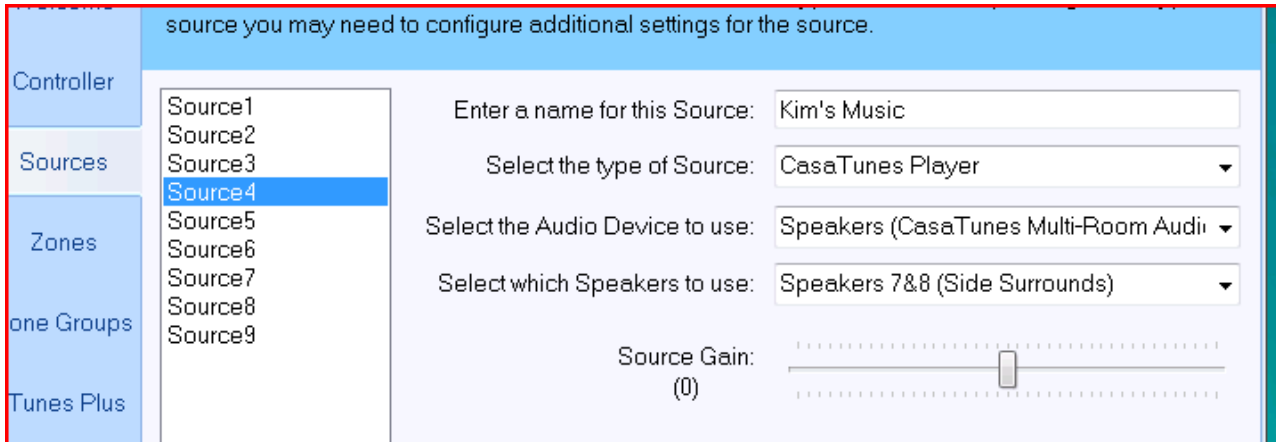 source you may need to configure additional settings for the source.
Controller
Sources
Zones
one Groups
Tunes Plus
Source1
Source2
Source3
Source4
Source5
Source6
Source7
Source8
Source9
Enter a name for this Source: Kim's Music
Select the type of Source: CasaTunes Player
Select the Audio Device to use: Speakers (CasaTunes Multi-Room Audi
Select which Speakers to use: Speakers 7&8 (Side Surrounds)
Source Gain:
(0)